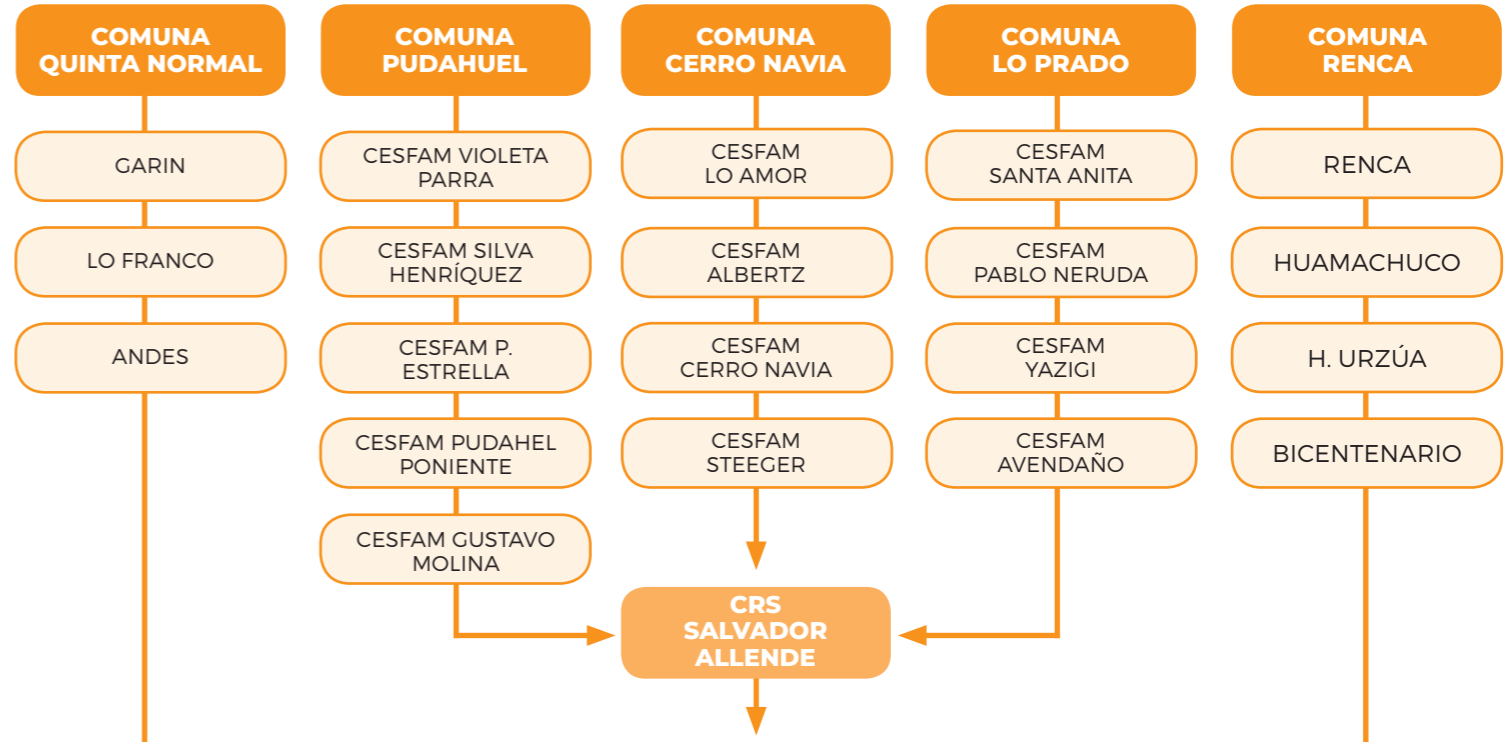 COMUNA
QUINTA NORMAL
GARIN
LO FRANCO
ANDES
COMUNA
PUDAHUEL
CESFAM VIOLETA
PARRA
CESFAM SILVA
HENRÍQUEZ
CESFAM P.
ESTRELLA
CESFAM PUDAHEL
PONIENTE
CESFAM GUSTAVO
MOLINA
COMUNA
CERRO NAVIA
CESFAM
LO AMOR
CESFAM
ALBERTZ
CESFAM
CERRO NAVIA
CESFAM
STEEGER
COMUNA
LO PRADO
CESFAM
SANTA ANITA
CESFAM
PABLO NERUDA
CESFAM
YAZIGI
CESFAM
AVENDAÑO
COMUNA
RENCA
RENCA
HUAMACHUCO
H. URZÚA
BICENTENARIO
CRS
SALVADOR
ALLENDE